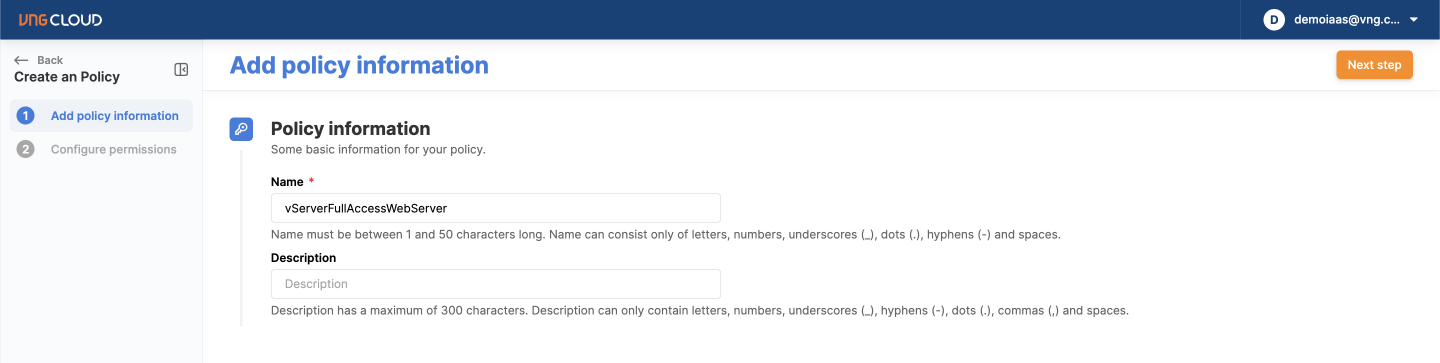 VNG CLOUD
D demoiaas@vng.c...
Back
Create an Policy
1 Add policy information
2 Configure permissions
Add policy information
Next step
Policy information
Some basic information for your policy.
Name *
vServerFullAccessWebServer
Name must be between 1 and 50 characters long. Name can consist only of letters, numbers, underscores (_), dots (.), hyphens (-) and spaces.
Description
Description
Description has a maximum of 300 characters. Description can only contain letters, numbers, underscores (_), hyphens (-), dots (.), commas (,) and spaces.